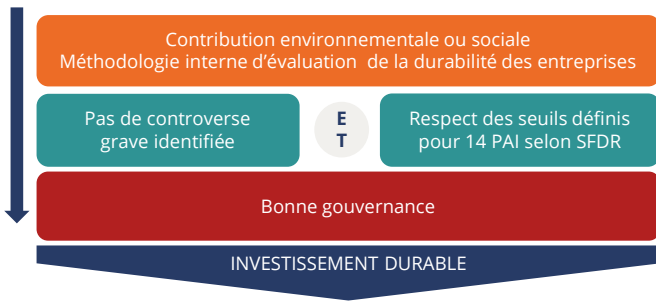 Contribution environnementale ou sociale
Méthodologie interne d'évaluation de la durabilité des entreprises
Pas de controverse
grave identifiée
E
T
Respect des seuils définis
pour 14 PAI selon SFDR
Bonne gouvernance
INVESTISSEMENT DURABLE